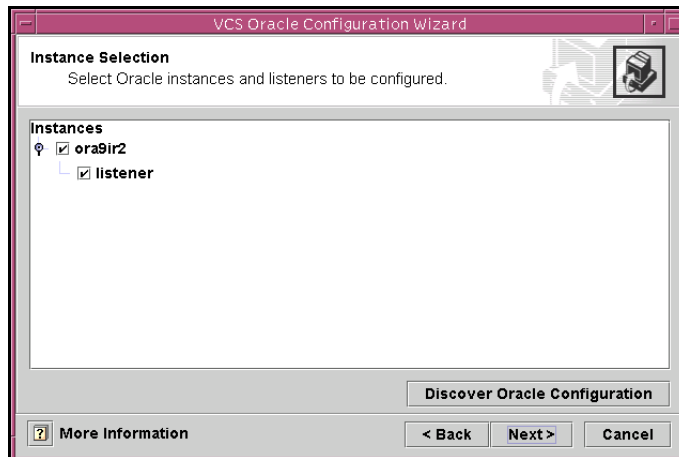 VCS Oracle Configuration Wizard
Instance Selection
Select Oracle instances and listeners to be configured.
Instances
ora9ir2
listener
Discover Oracle Configuration
? More Information
< Back
Next >
Cancel